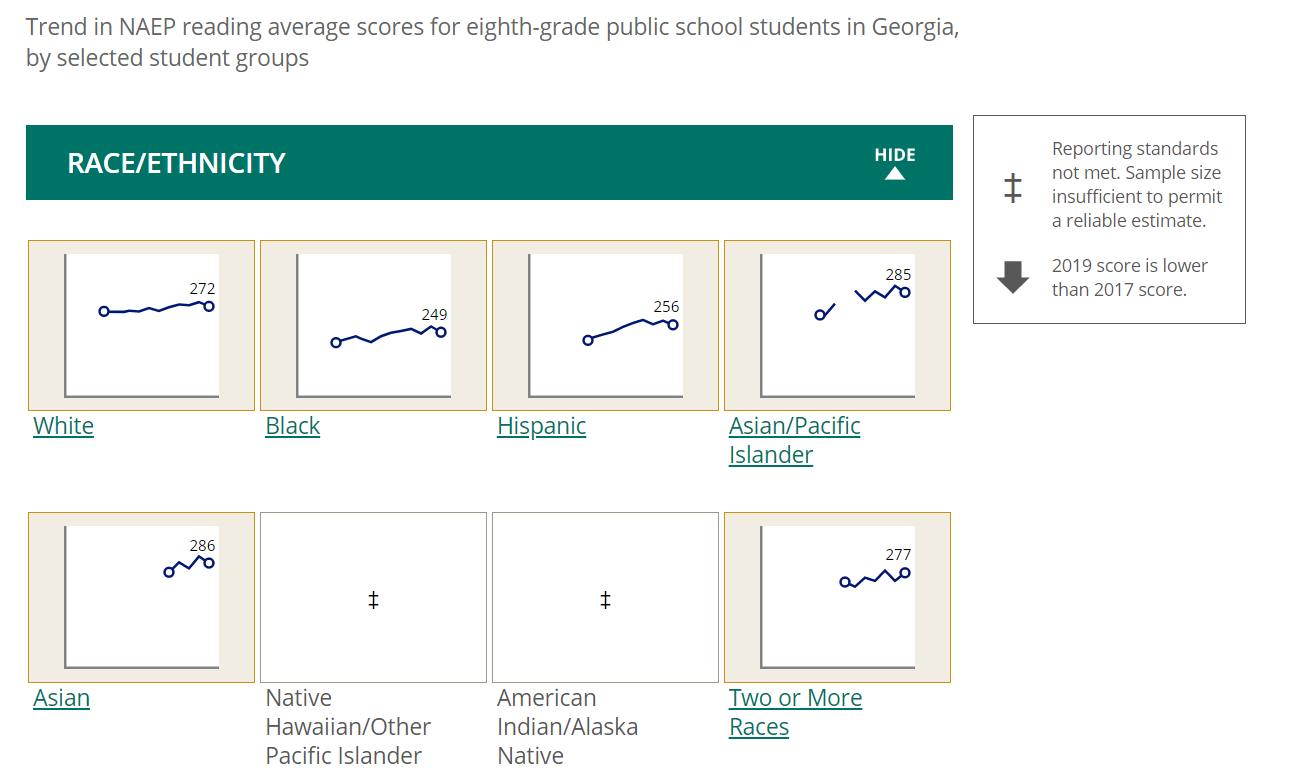 Trend in NAEP reading average scores for eighth-grade public school students in Georgia,
by selected student groups
RACE/ETHNICITY
HIDE
‡
Reporting standards
not met. Sample size
insufficient to permit
a reliable estimate.
2019 score is lower
than 2017 score.
272
249
256
285
White
Black
Hispanic
Asian/Pacific
Islander
286
‡
‡
277
Asian
Native
Hawaiian/Other
Pacific Islander
American
Indian/Alaska
Native
Two or More
Races